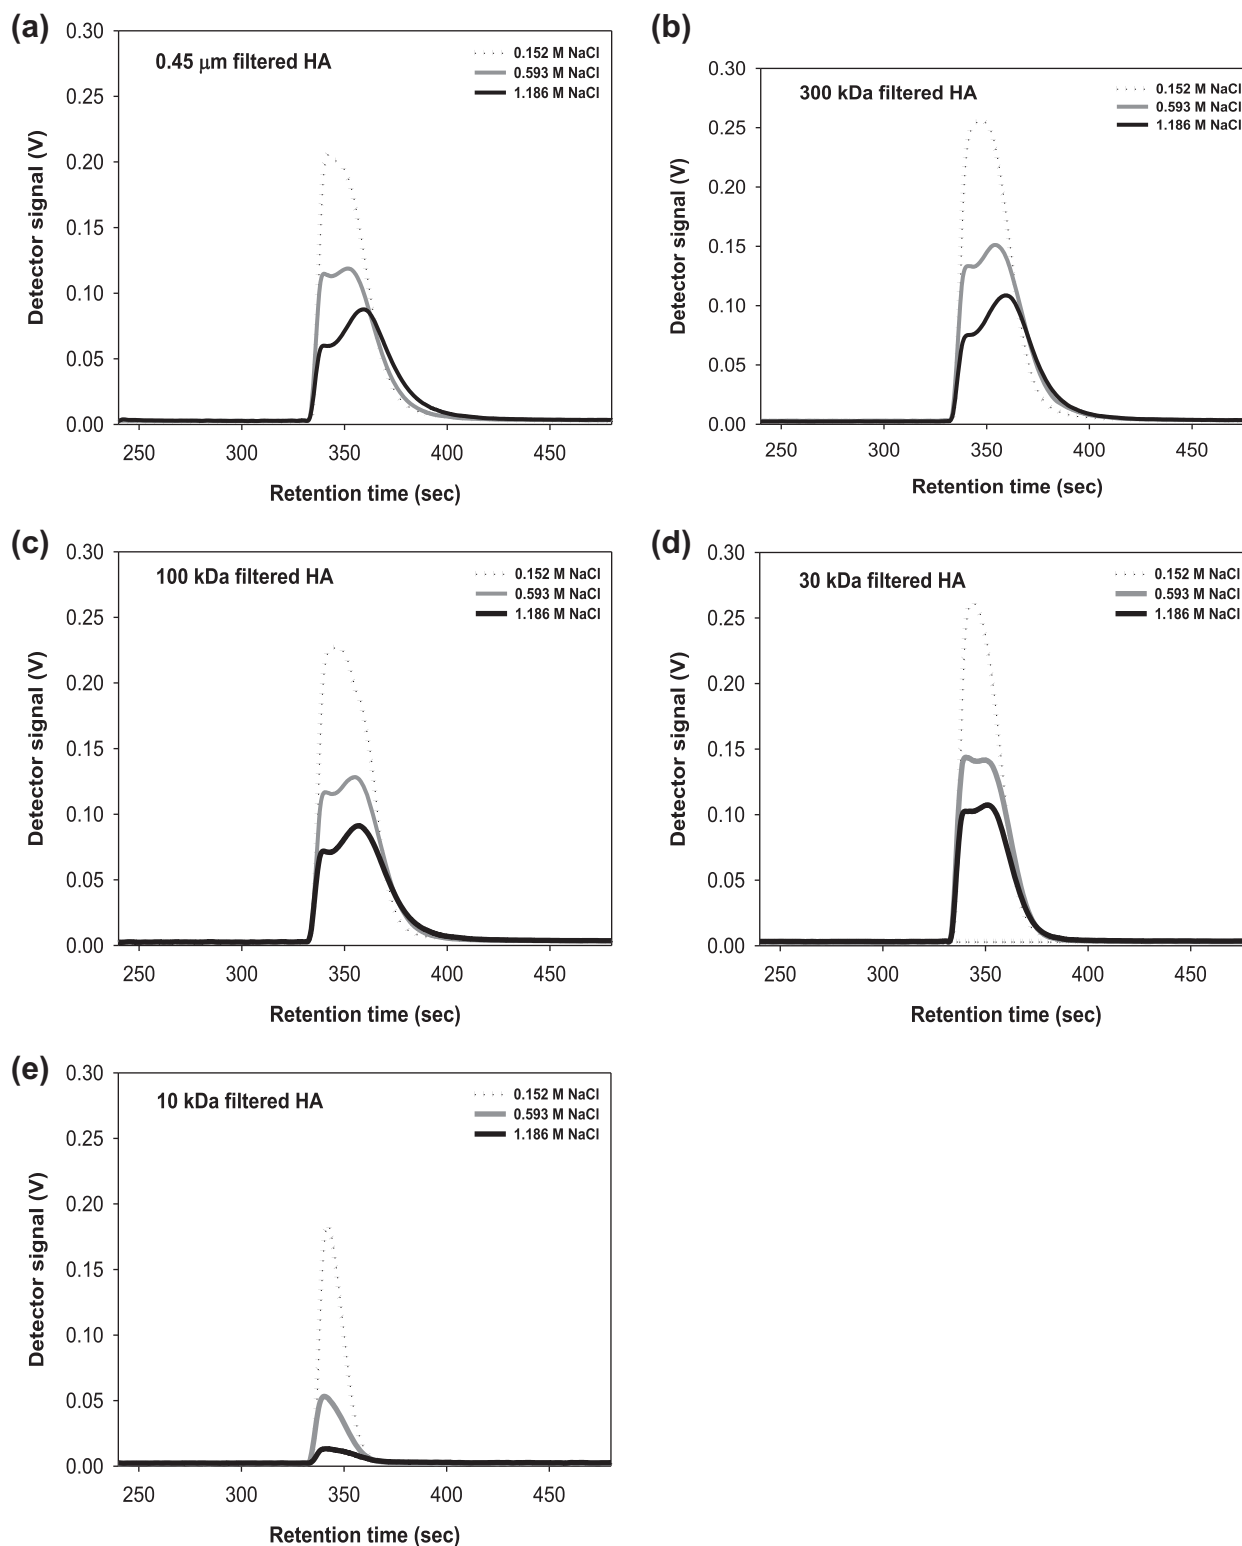 (a)
0.45 μm filtered HA
0.152 M NaCl
0.593 M NaCl
1.186 M NaCl
0.30
0.25
0.20
0.15
0.10
0.05
0.00
Detector signal (V)
250 300 350 400 450
Retention time (sec)
(b)
300 kDa filtered HA
0.152 M NaCl
0.593 M NaCl
1.186 M NaCl
0.30
0.25
0.20
0.15
0.10
0.05
0.00
Detector signal (V)
250 300 350 400 450
Retention time (sec)
(c)
100 kDa filtered HA
0.152 M NaCl
0.593 M NaCl
1.186 M NaCl
0.30
0.25
0.20
0.15
0.10
0.05
0.00
Detector signal (V)
250 300 350 400 450
Retention time (sec)
(d)
30 kDa filtered HA
0.152 M NaCl
0.593 M NaCl
1.186 M NaCl
0.30
0.25
0.20
0.15
0.10
0.05
0.00
Detector signal (V)
250 300 350 400 450
Retention time (sec)
(e)
10 kDa filtered HA
0.152 M NaCl
0.593 M NaCl
1.186 M NaCl
0.30
0.25
0.20
0.15
0.10
0.05
0.00
Detector signal (V)
250 300 350 400 450
Retention time (sec)